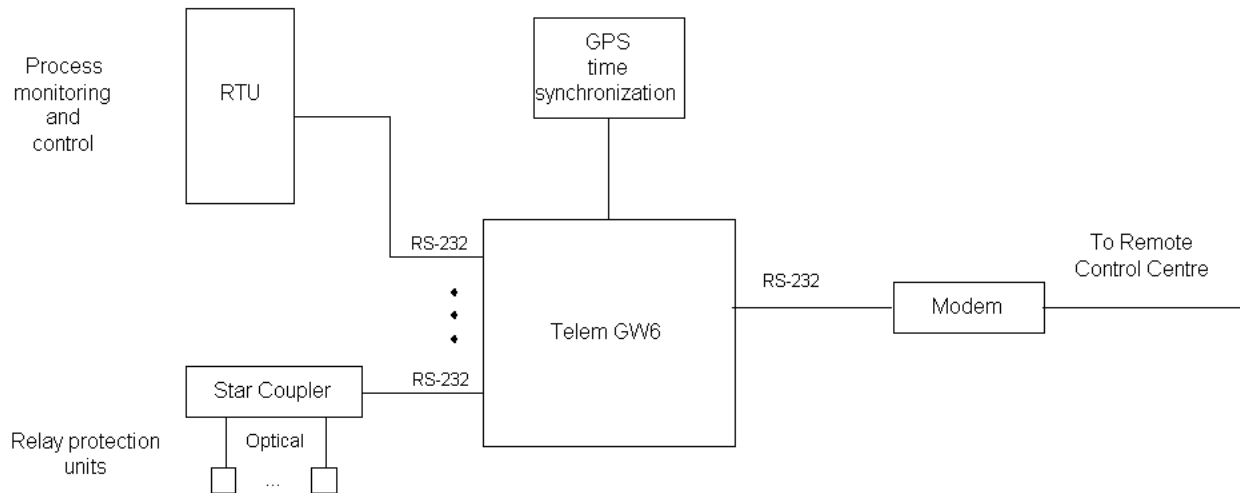 Process
monitoring
and
control
RTU
GPS
time
synchronization
RS-232
Telem GW6
RS-232
To Remote
Control Centre
Modem
Star Coupler
RS-232
Relay protection
units
Optical
...